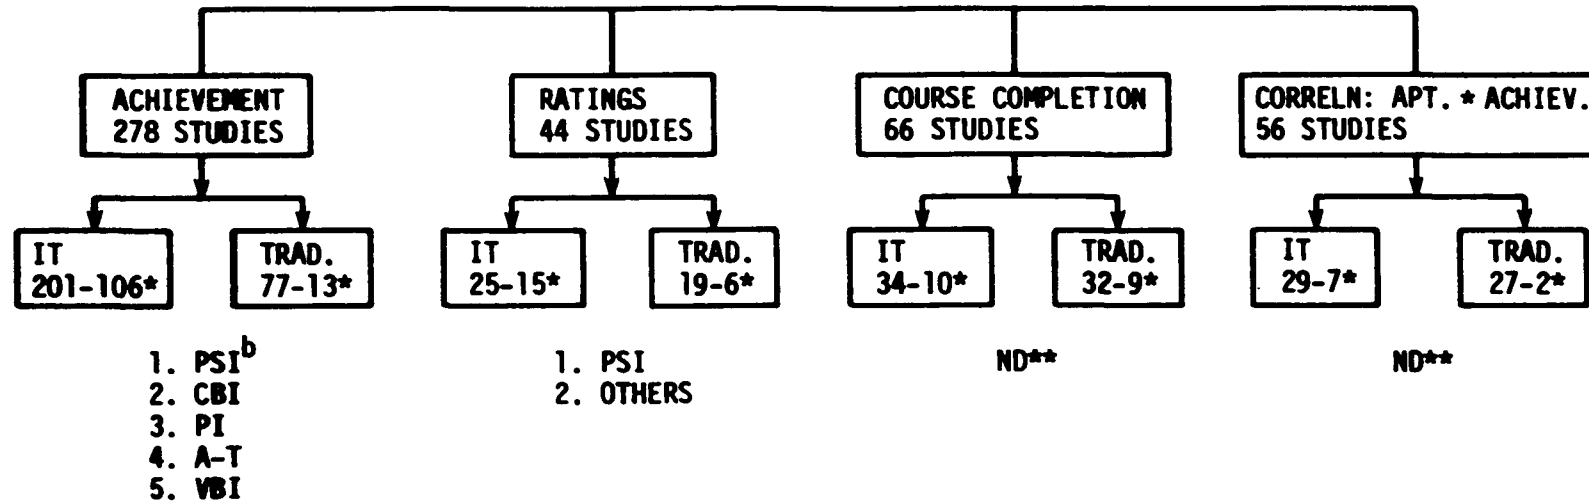 ACHIEVEMENT
278 STUDIES
RATINGS
44 STUDIES
COURSE COMPLETION
66 STUDIES
CORRELN: APT. * ACHIEV.
56 STUDIES
IT
201-106*
TRAD.
77-13*
IT
25-15*
TRAD.
19-6*
IT
34-10*
TRAD.
32-9*
IT
29-7*
TRAD.
27-2*
1. PSIb
2. CBI
3. PI
4. A-T
5. VBI
1. PSI
2. OTHERS
ND**
ND**